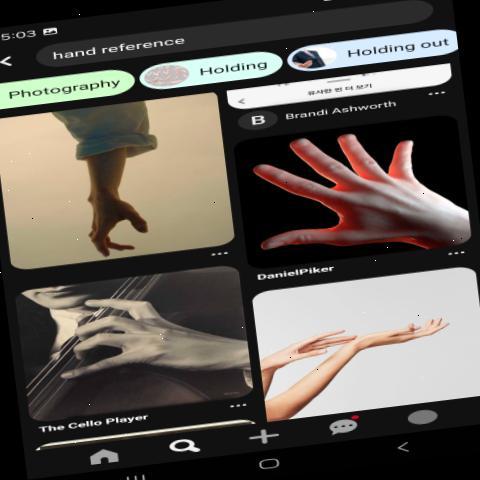 5:03
hand reference
Photography
Holding
Holding out
유사한 핀 더 보기
B
Brandi Ashworth
DanielPiker
The Cello Player